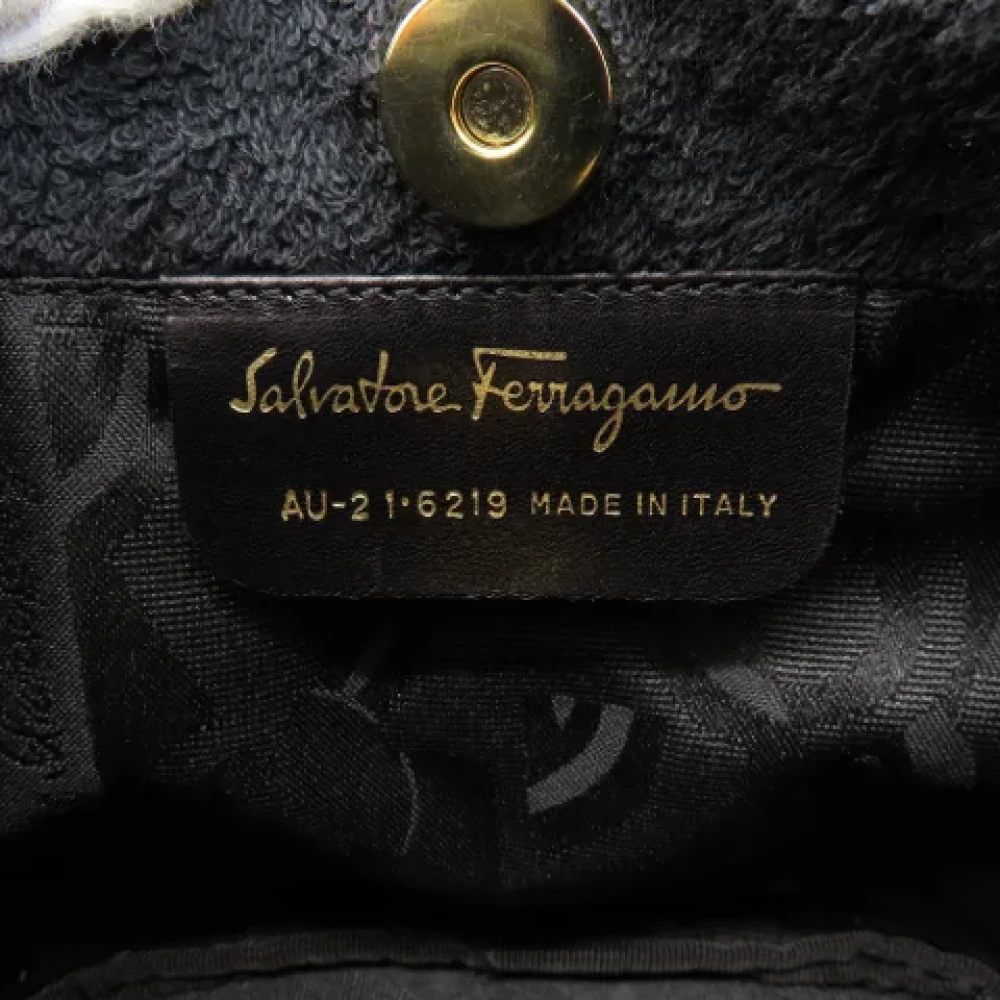 Salvatore Ferragamo
AU-21·6219 MADE IN ITALY